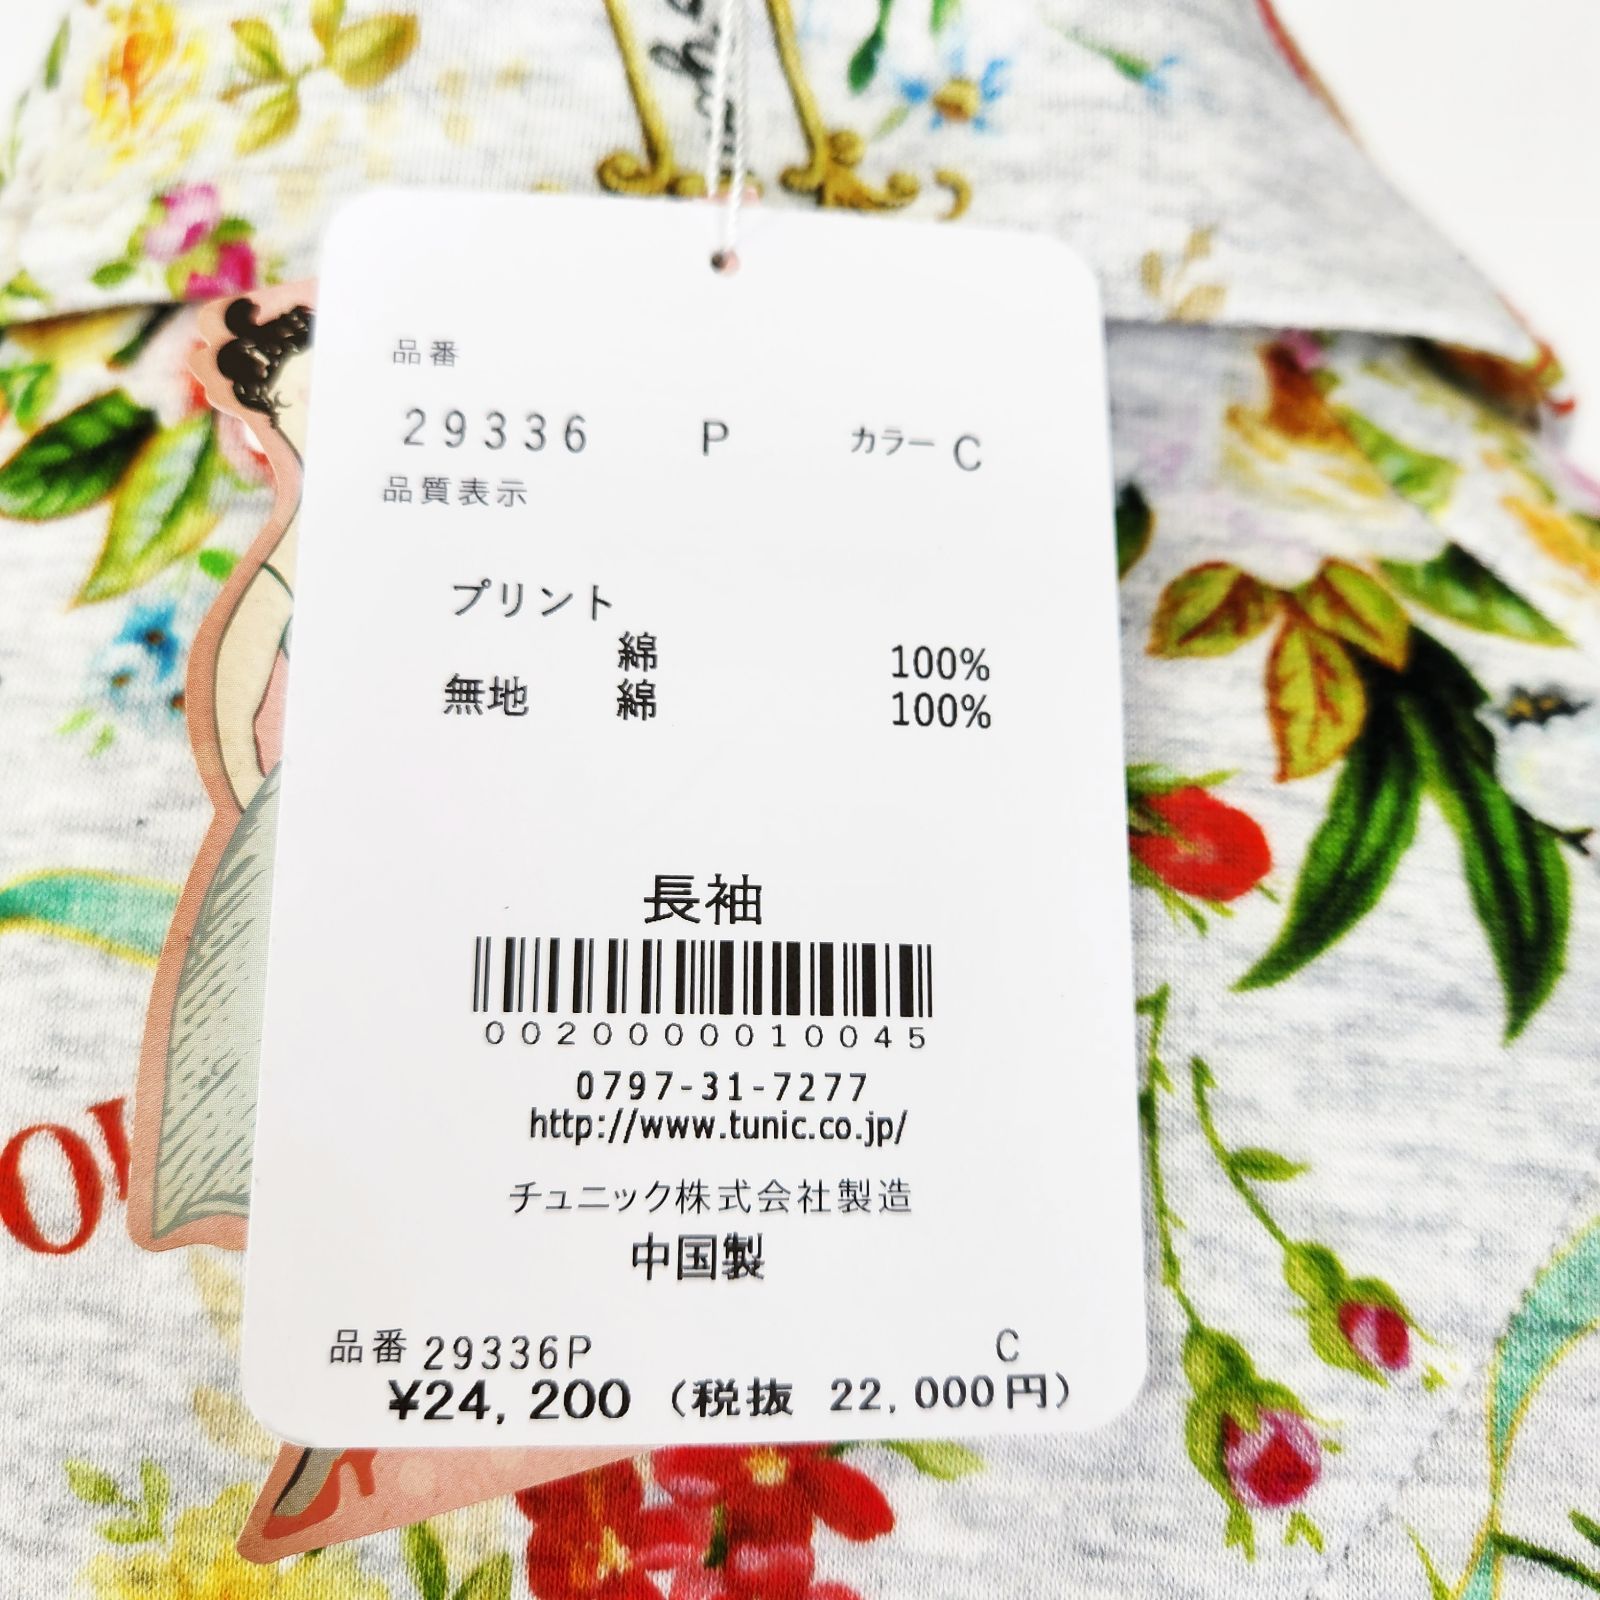 品番
29336 P カラー C
品質表示
プリント
綿 100%
無地 綿 100%
長袖
0020000010045
0797-31-7277
http://www.tunic.co.jp/
チュニック株式会社製造
中国製
品番 29336P C
¥24,200 (税抜 22,000円)